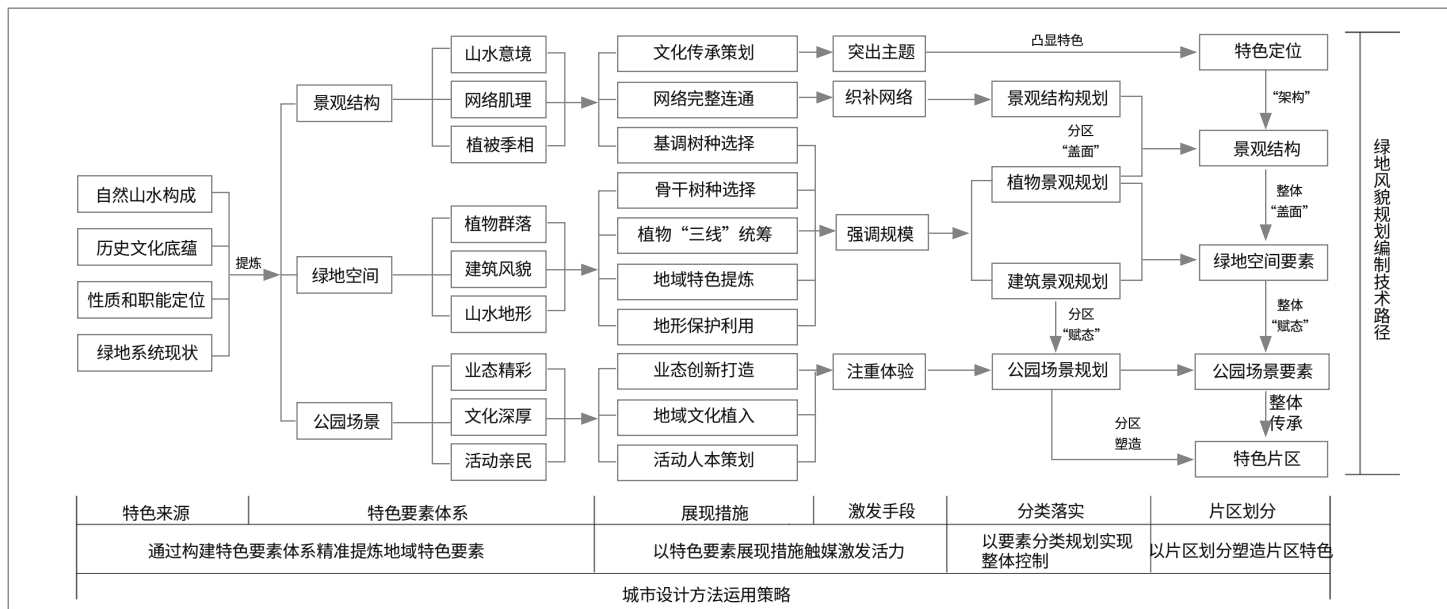 自然山水构成
历史文化底蕴
性质和职能定位
绿地系统现状
提炼
景观结构
绿地空间
公园场景
山水意境
网络肌理
植被季相
植物群落
建筑风貌
山水地形
业态精彩
文化深厚
活动亲民
文化传承策划
网络完整连通
基调树种选择
骨干树种选择
植物“三线”统筹
地域特色提炼
地形保护利用
业态创新打造
地域文化植入
活动人本策划
突出主题
织补网络
强调规模
注重体验
凸显特色
景观结构规划
分区
“盖面”
植物景观规划
建筑景观规划
分区
“赋态”
公园场景规划
分区
塑造
特色定位
“架构”
景观结构
整体
“盖面”
绿地空间要素
整体
“赋态”
公园场景要素
整体
传承
特色片区
绿地风貌规划编制技术路径
特色来源
特色要素体系
展现措施
激发手段
分类落实
片区划分
通过构建特色要素体系精准提炼地域特色要素
以特色要素展现措施触媒激发活力
以要素分类规划实现
整体控制
以片区划分塑造片区特色
城市设计方法运用策略